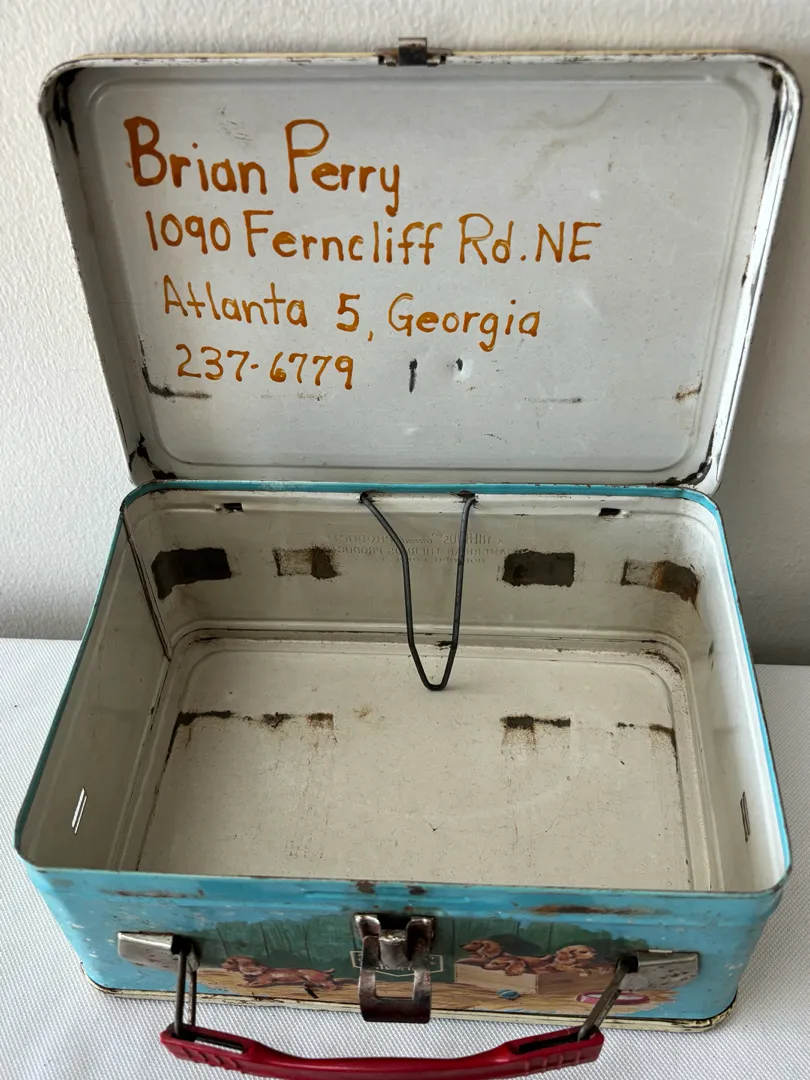 Brian Perry
1090 Ferncliff Rd. NE
Atlanta 5, Georgia
237-6779